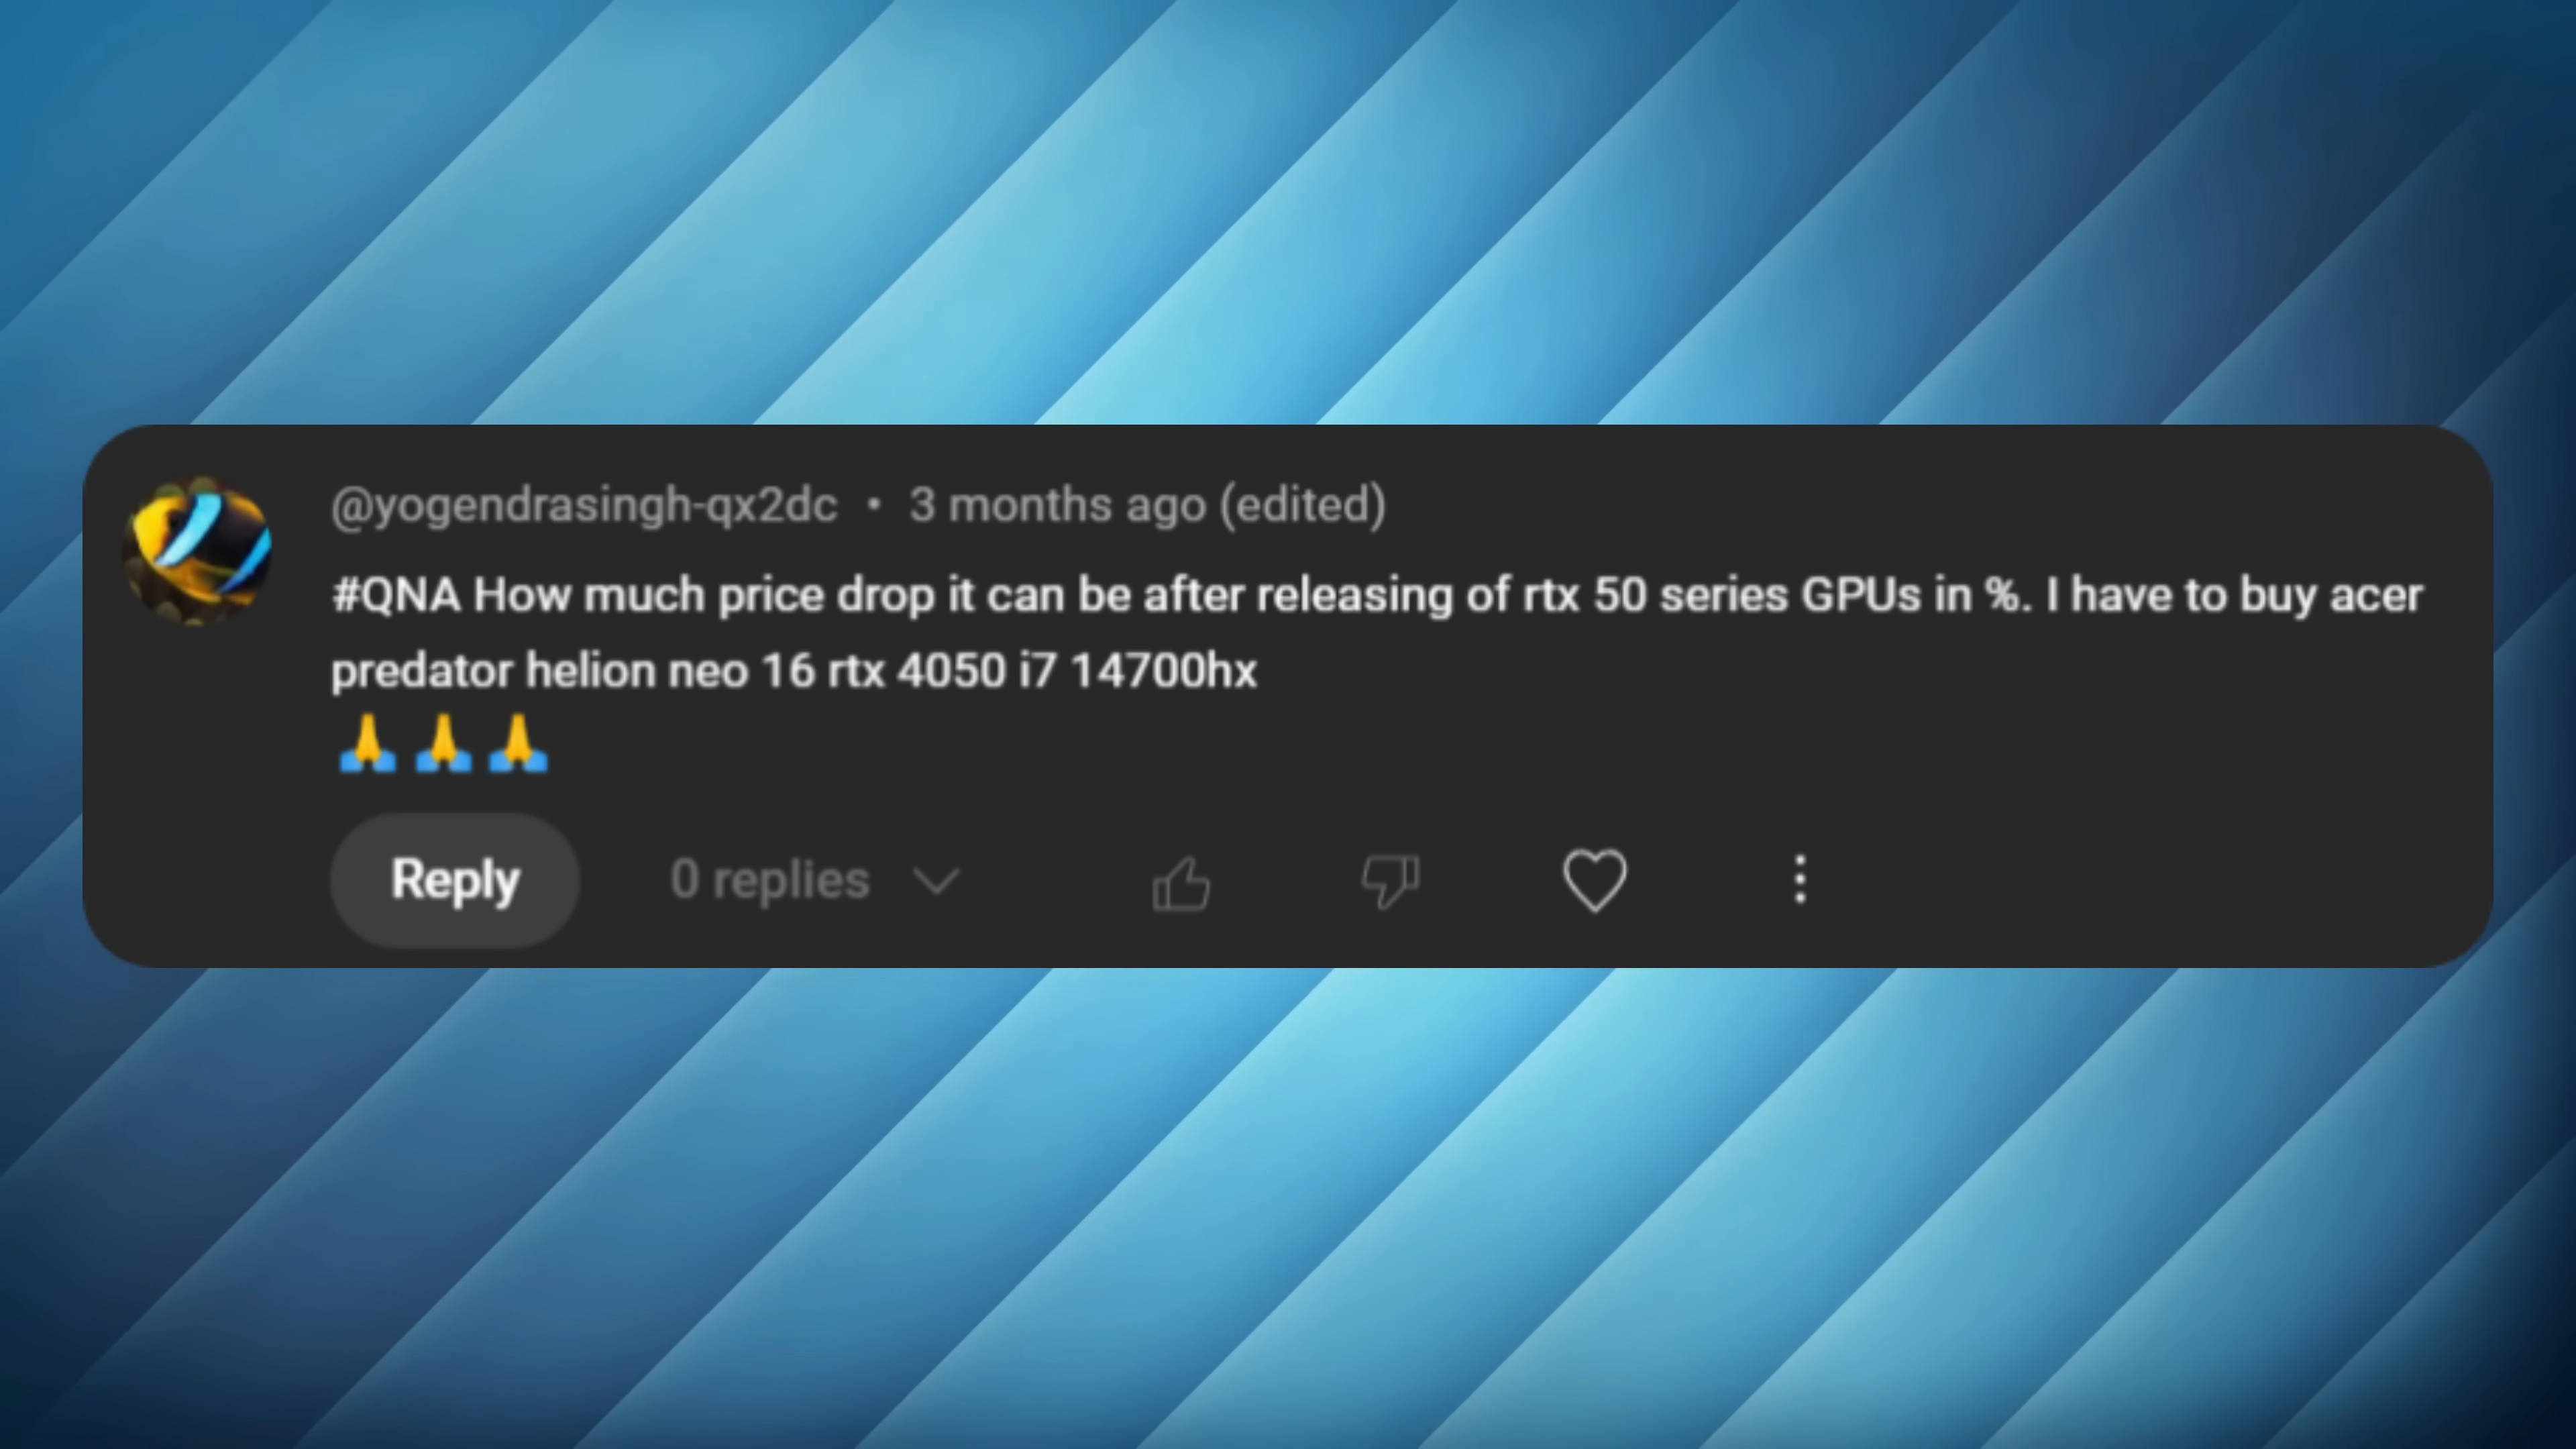 @yogendrasingh-qx2dc • 3 months ago (edited)
#QNA How much price drop it can be after releasing of rtx 50 series GPUs in %. I have to buy acer
predator helion neo 16 rtx 4050 i7 14700hx
🙏🙏🙏
Reply 0 replies